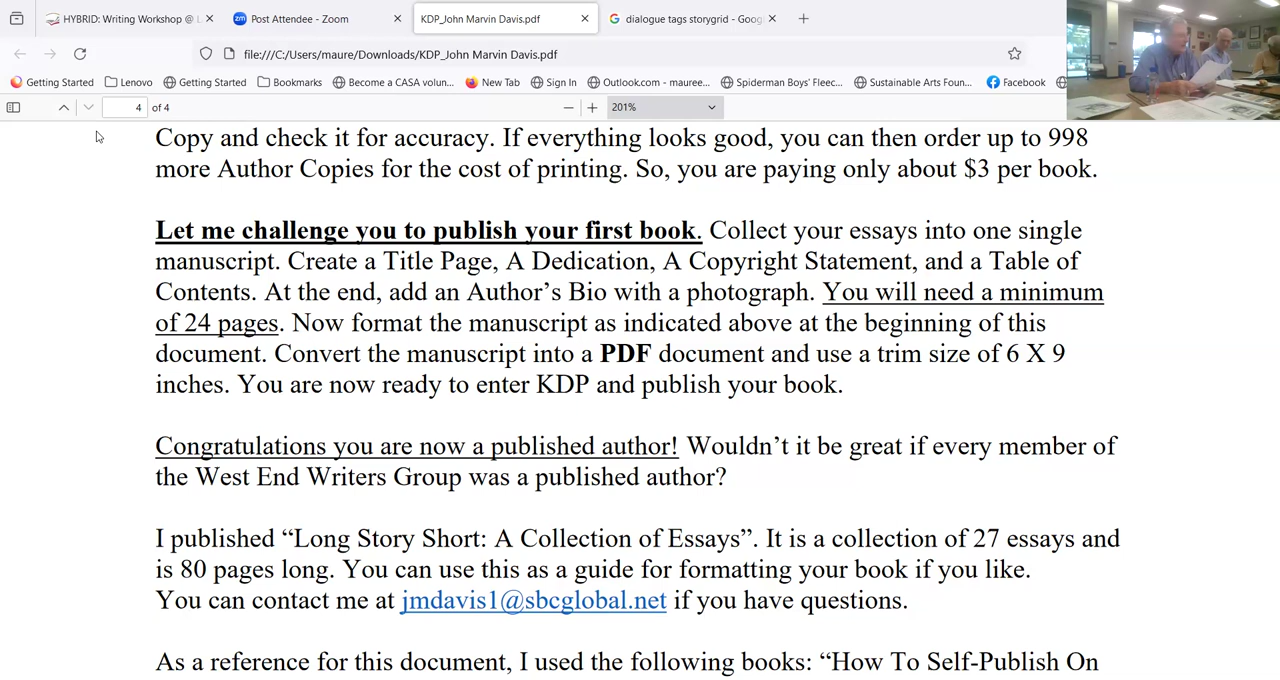 HYBRID: Writing Workshop @ L
Post Attendee - Zoom
KDP_John Marvin Davis.pdf
dialogue tags storygrid - Goog
file:///C:/Users/maure/Downloads/KDP_John Marvin Davis.pdf
Getting Started
Lenovo
Getting Started
Bookmarks
Become a CASA volun...
New Tab
Sign In
Outlook.com - mauree...
Spiderman Boys' Fleec...
Sustainable Arts Foun...
Facebook
4 of 4
201%
Copy and check it for accuracy. If everything looks good, you can then order up to 998
more Author Copies for the cost of printing. So, you are paying only about $3 per book.
Let me challenge you to publish your first book. Collect your essays into one single
manuscript. Create a Title Page, A Dedication, A Copyright Statement, and a Table of
Contents. At the end, add an Author's Bio with a photograph. You will need a minimum
of 24 pages. Now format the manuscript as indicated above at the beginning of this
document. Convert the manuscript into a PDF document and use a trim size of 6 X 9
inches. You are now ready to enter KDP and publish your book.
Congratulations you are now a published author! Wouldn't it be great if every member of
the West End Writers Group was a published author?
I published “Long Story Short: A Collection of Essays”. It is a collection of 27 essays and
is 80 pages long. You can use this as a guide for formatting your book if you like.
You can contact me at jmdavis1@sbcglobal.net if you have questions.
As a reference for this document, I used the following books: “How To Self-Publish On